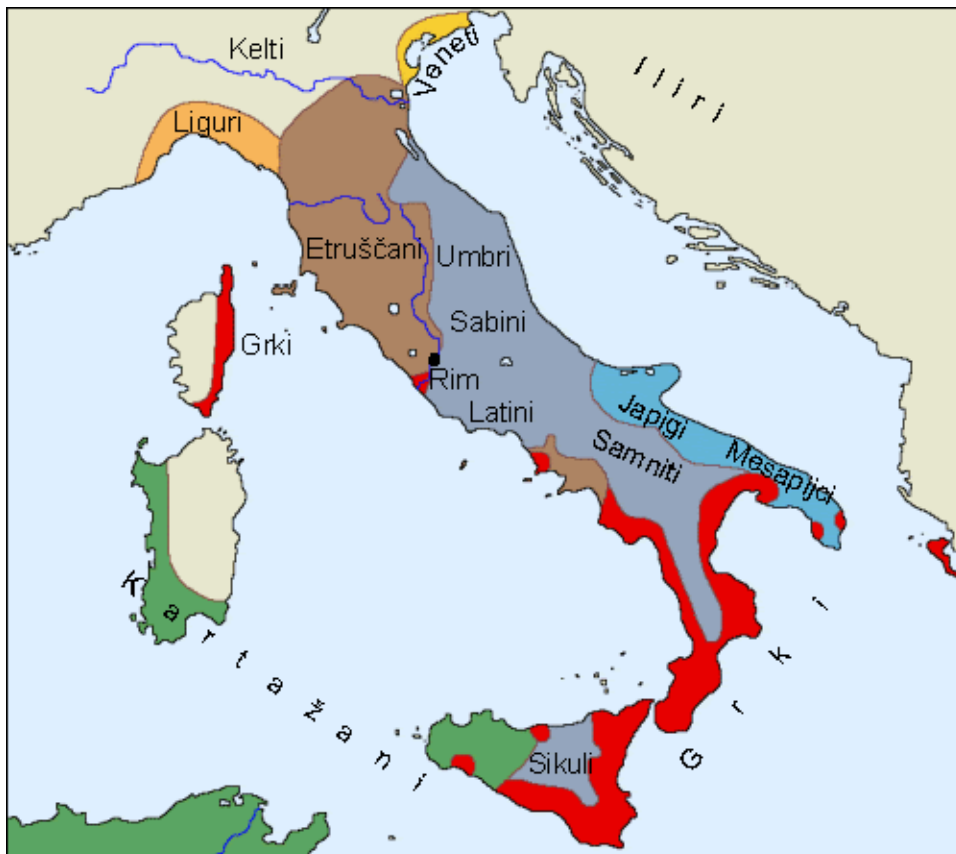 Kelti
Veneti
Iliri
Liguri
Etruščani
Umbri
Sabini
Grki
Rim
Latini
Japigi
Mesapijci
Samniti
Kartažani
Grki
Sikuli